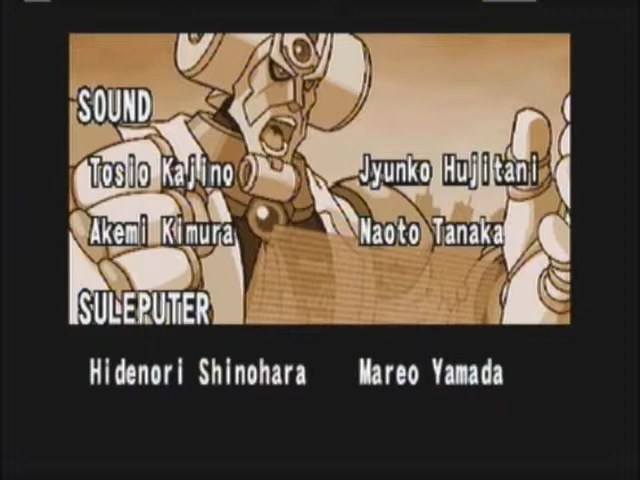 SOUND
Tosio Kajino Jyunko Hujitani
Akemi Kimura Naoto Tanaka
SULEPUTER
Hidenori Shinohara Mareo Yamada